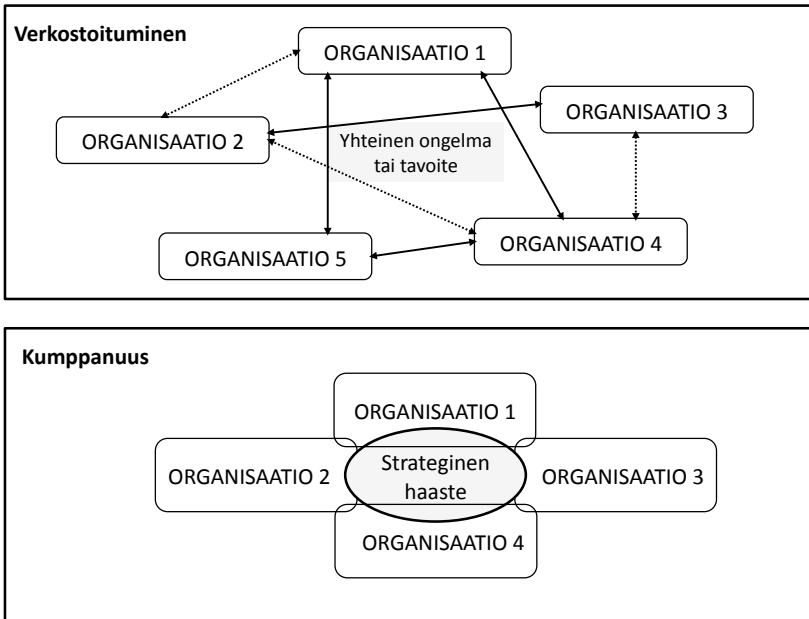 Verkostoituminen
ORGANISAATIO 1
ORGANISAATIO 3
ORGANISAATIO 2
Yhteinen ongelma
tai tavoite
ORGANISAATIO 4
ORGANISAATIO 5
Kumppanuus
ORGANISAATIO 1
ORGANISAATIO 2
Strateginen
haaste
ORGANISAATIO 3
ORGANISAATIO 4